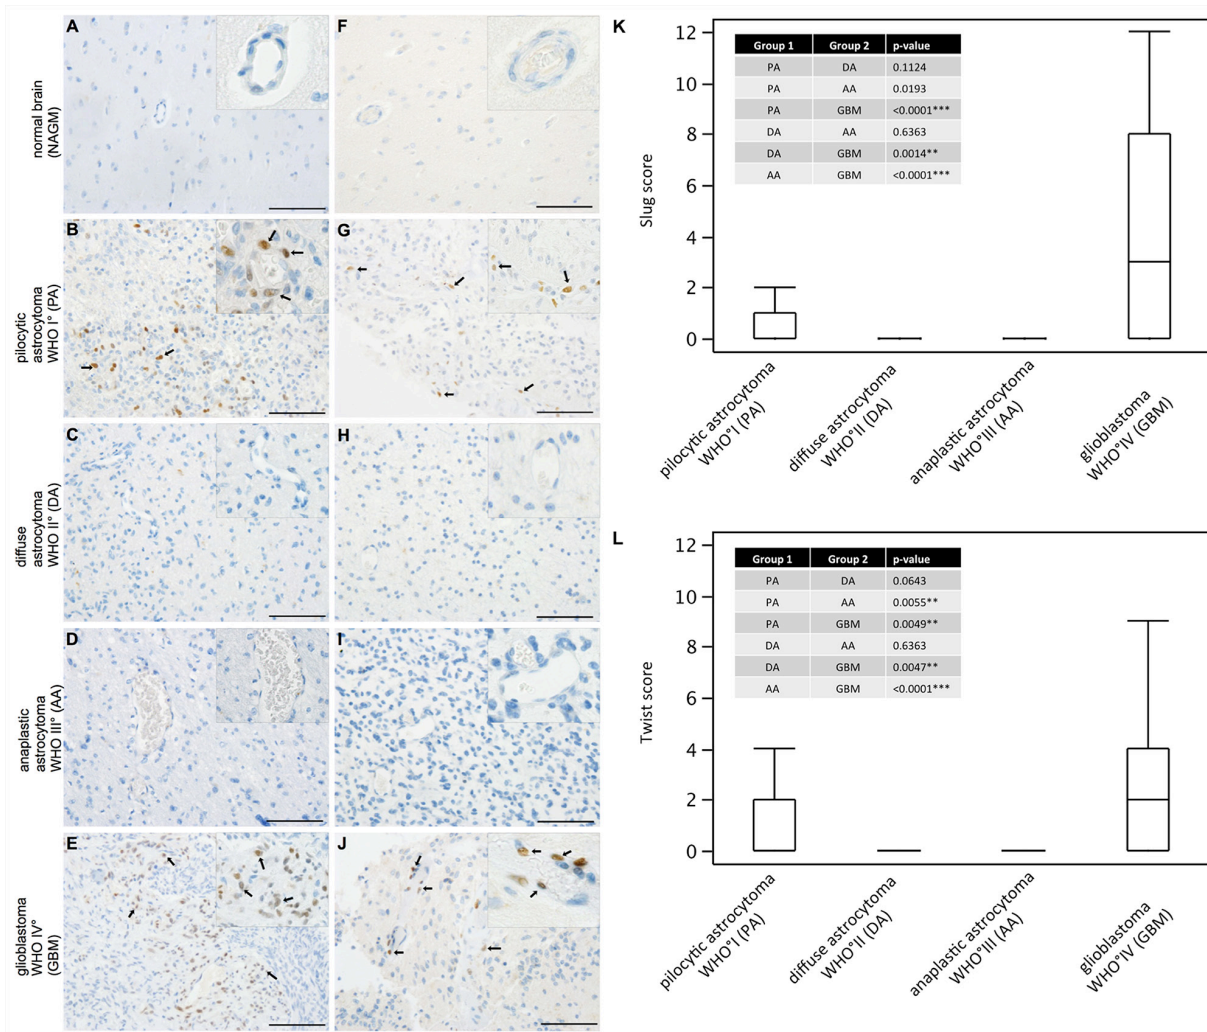 A
F
normal brain
(NAGM)
B
G
pilocytic
astrocytoma
WHO I° (PA)
C
H
diffuse
astrocytoma
WHO II° (DA)
D
I
anaplastic
astrocytoma
WHO III° (AA)
E
J
glioblastoma
WHO IV°
(GBM)
K
Slug score
12
10
8
6
4
2
0
Group 1 Group 2 p-value
PA DA 0.1124
PA AA 0.0193
PA GBM <0.0001***
DA AA 0.6363
DA GBM 0.0014**
AA GBM <0.0001***
pilocytic astrocytoma
WHO°I (PA)
diffuse astrocytoma
WHO°II (DA)
anaplastic astrocytoma
WHO°III (AA)
glioblastoma
WHO°IV (GBM)
L
Twist score
12
10
8
6
4
2
0
Group 1 Group 2 p-value
PA DA 0.0643
PA AA 0.0055**
PA GBM 0.0049**
DA AA 0.6363
DA GBM 0.0047**
AA GBM <0.0001***
pilocytic astrocytoma
WHO°I (PA)
diffuse astrocytoma
WHO°II (DA)
anaplastic astrocytoma
WHO°III (AA)
glioblastoma
WHO°IV (GBM)